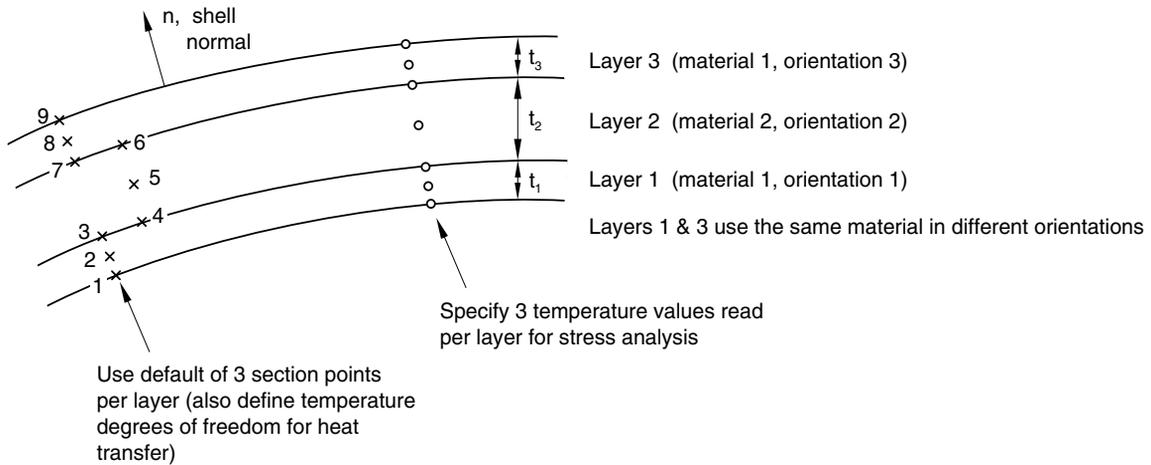 n, shell
normal
t3
Layer 3 (material 1, orientation 3)
9
8
7
6
t2
Layer 2 (material 2, orientation 2)
5
t1
Layer 1 (material 1, orientation 1)
4
3
2
1
Layers 1 & 3 use the same material in different orientations
Specify 3 temperature values read
per layer for stress analysis
Use default of 3 section points
per layer (also define temperature
degrees of freedom for heat
transfer)